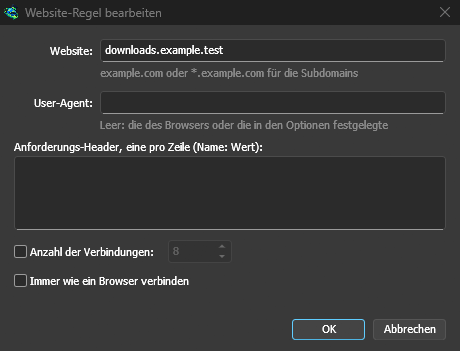 Website-Regel bearbeiten
Website: downloads.example.test
example.com oder *.example.com für die Subdomains
User-Agent:
Leer: die des Browsers oder die in den Optionen festgelegte
Anforderungs-Header, eine pro Zeile (Name: Wert):
Anzahl der Verbindungen: 8
Immer wie ein Browser verbinden
OK Abbrechen